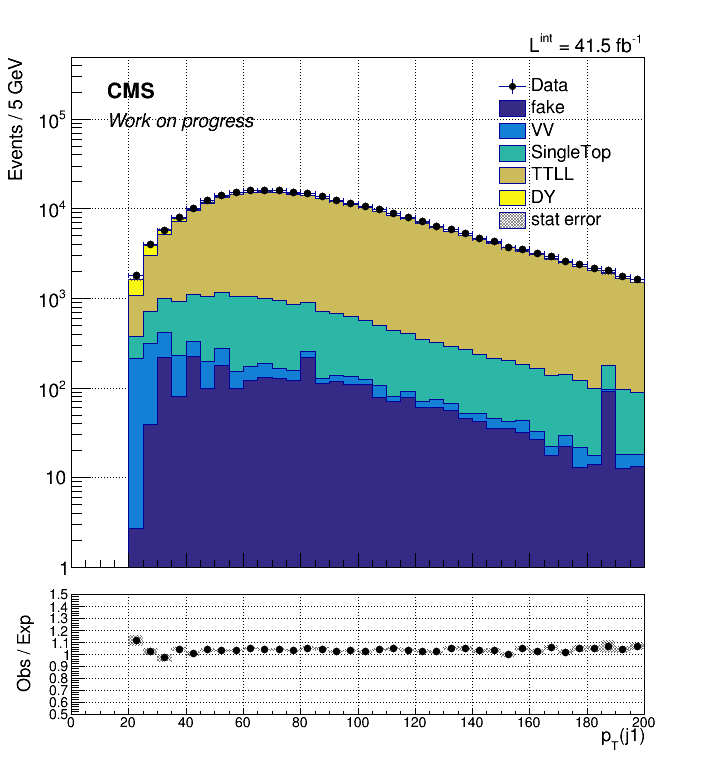 L^int = 41.5 fb^-1
Events / 5 GeV
CMS
Work on progress
Data
fake
VV
SingleTop
TTLL
DY
stat error
10^5
10^4
10^3
10^2
10
1
Obs / Exp
1.5
1.4
1.3
1.2
1.1
1
0.9
0.8
0.7
0.6
0.5
0 20 40 60 80 100 120 140 160 180 200
p_T(j1)